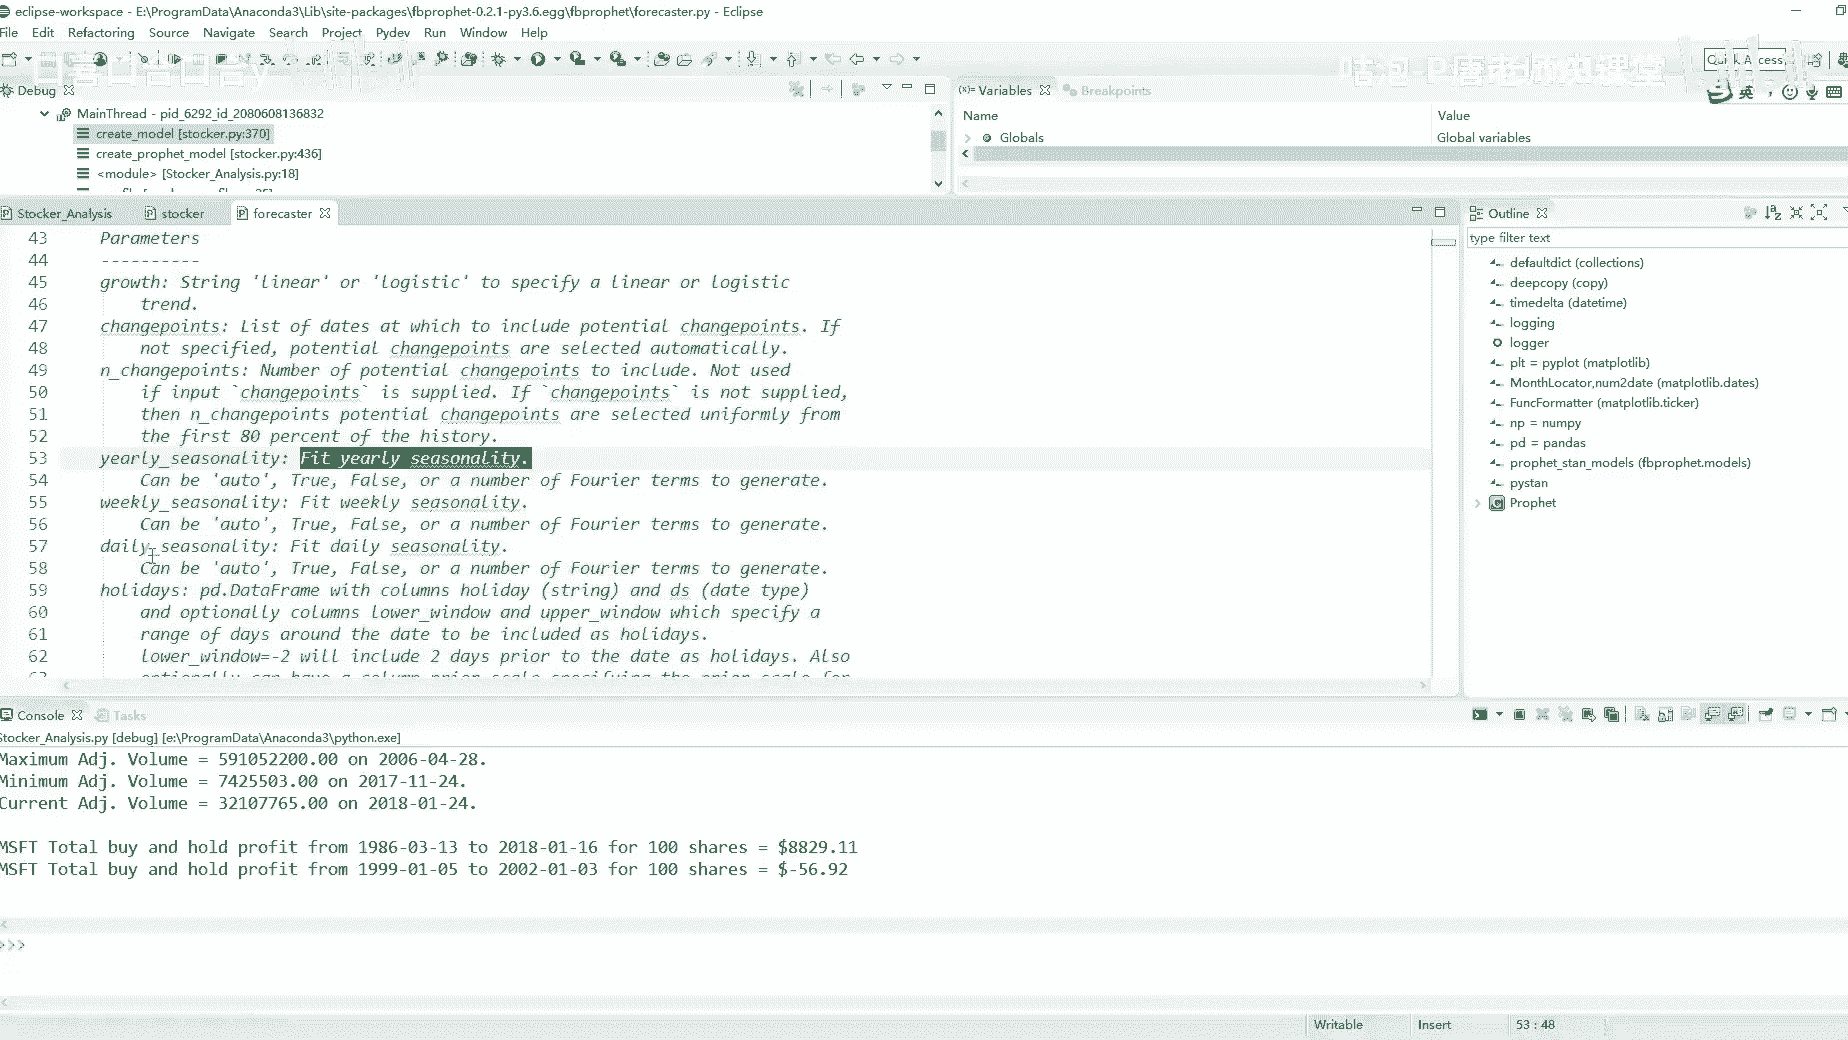 eclipse-workspace - E:\ProgramData\Anaconda3\Lib\site-packages\fbprophet-0.2.1-py3.6.egg\fbprophet\forecaster.py - Eclipse
File Edit Refactoring Source Navigate Search Project Pydev Run Window Help
Quick Access
Debug
(x)= Variables Breakpoints
MainThread - pid_6292_id_2080608136832
create_model [stocker.py:370]
create_prophet_model [stocker.py:436]
<module> [Stocker_Analysis.py:18]
Name Value
Globals Global variables
Stocker_Analysis stocker forecaster
43 Parameters
44 ----------
45 growth: String 'linear' or 'logistic' to specify a linear or logistic
46 trend.
47 changepoints: List of dates at which to include potential changepoints. If
48 not specified, potential changepoints are selected automatically.
49 n_changepoints: Number of potential changepoints to include. Not used
50 if input `changepoints` is supplied. If `changepoints` is not supplied,
51 then n_changepoints potential changepoints are selected uniformly from
52 the first 80 percent of the history.
53 yearly_seasonality: Fit yearly seasonality.
54 Can be 'auto', True, False, or a number of Fourier terms to generate.
55 weekly_seasonality: Fit weekly seasonality.
56 Can be 'auto', True, False, or a number of Fourier terms to generate.
57 daily_seasonality: Fit daily seasonality.
58 Can be 'auto', True, False, or a number of Fourier terms to generate.
59 holidays: pd.DataFrame with columns holiday (string) and ds (date type)
60 and optionally columns lower_window and upper_window which specify a
61 range of days around the date to be included as holidays.
62 lower_window=-2 will include 2 days prior to the date as holidays. Also
Outline
type filter text
defaultdict (collections)
deepcopy (copy)
timedelta (datetime)
logging
logger
plt = pyplot (matplotlib)
MonthLocator,num2date (matplotlib.dates)
FuncFormatter (matplotlib.ticker)
np = numpy
pd = pandas
prophet_stan_models (fbprophet.models)
pystan
Prophet
Console Tasks
Stocker_Analysis.py [debug] [e:\ProgramData\Anaconda3\python.exe]
Maximum Adj. Volume = 591052200.00 on 2006-04-28.
Minimum Adj. Volume = 7425503.00 on 2017-11-24.
Current Adj. Volume = 32107765.00 on 2018-01-24.
MSFT Total buy and hold profit from 1986-03-13 to 2018-01-16 for 100 shares = $8829.11
MSFT Total buy and hold profit from 1999-01-05 to 2002-01-03 for 100 shares = $-56.92
>>>
Writable Insert 53 : 48